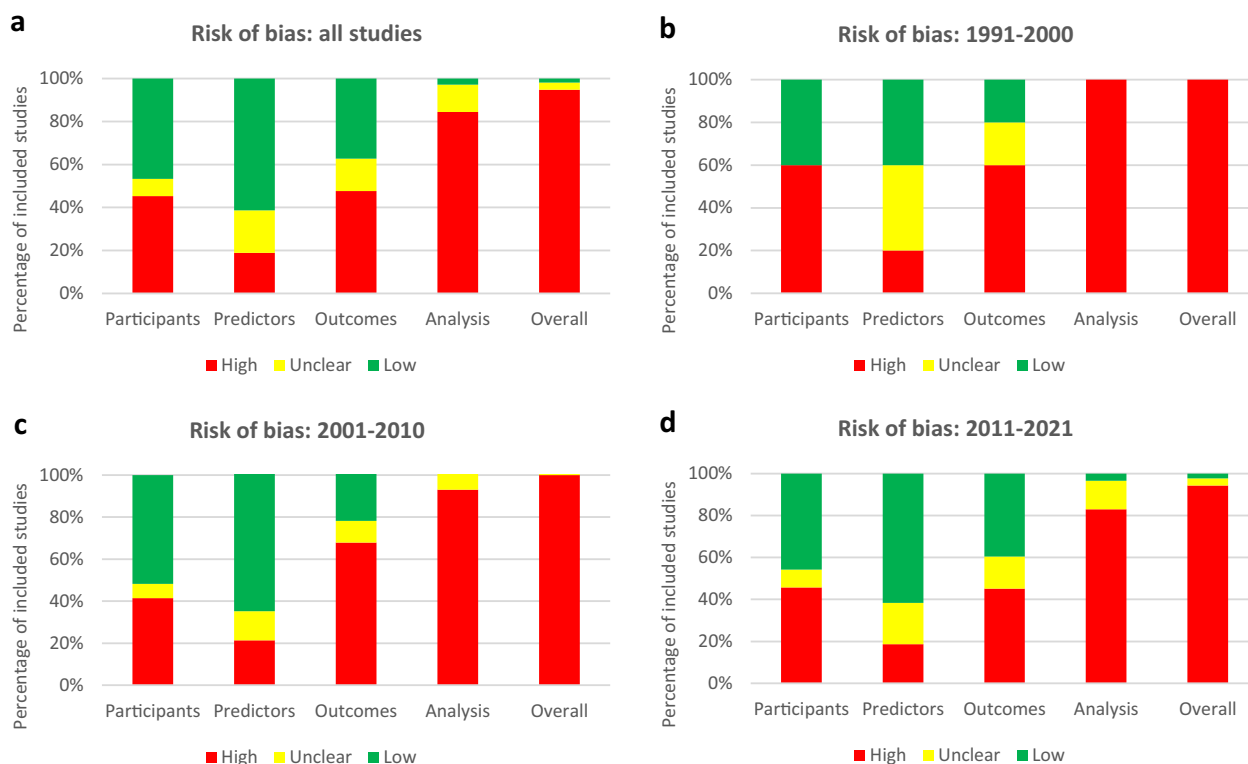 a
Risk of bias: all studies
Percentage of included studies
100%
80%
60%
40%
20%
0%
Participants Predictors Outcomes Analysis Overall
High Unclear Low
b
Risk of bias: 1991-2000
Percentage of included studies
100%
80%
60%
40%
20%
0%
Participants Predictors Outcomes Analysis Overall
High Unclear Low
c
Risk of bias: 2001-2010
Percentage of included studies
100%
80%
60%
40%
20%
0%
Participants Predictors Outcomes Analysis Overall
High Unclear Low
d
Risk of bias: 2011-2021
Percentage of included studies
100%
80%
60%
40%
20%
0%
Participants Predictors Outcomes Analysis Overall
High Unclear Low